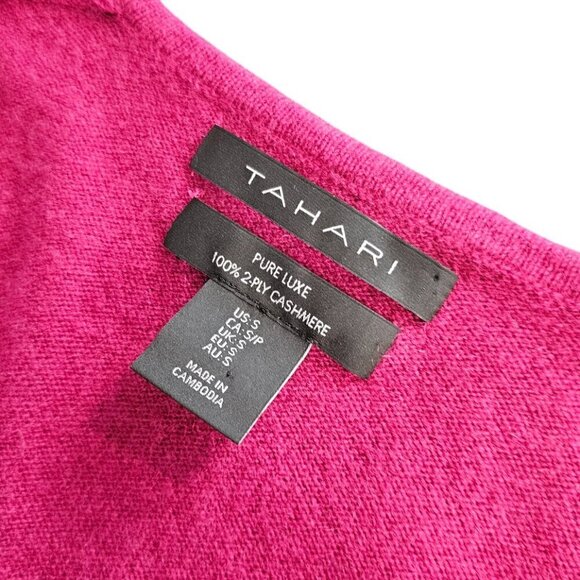 TAHARI
PURE LUXE
100% 2-PLY CASHMERE
US:S
CA:S/P
UK:S
EU:S
AU:S
MADE IN
CAMBODIA